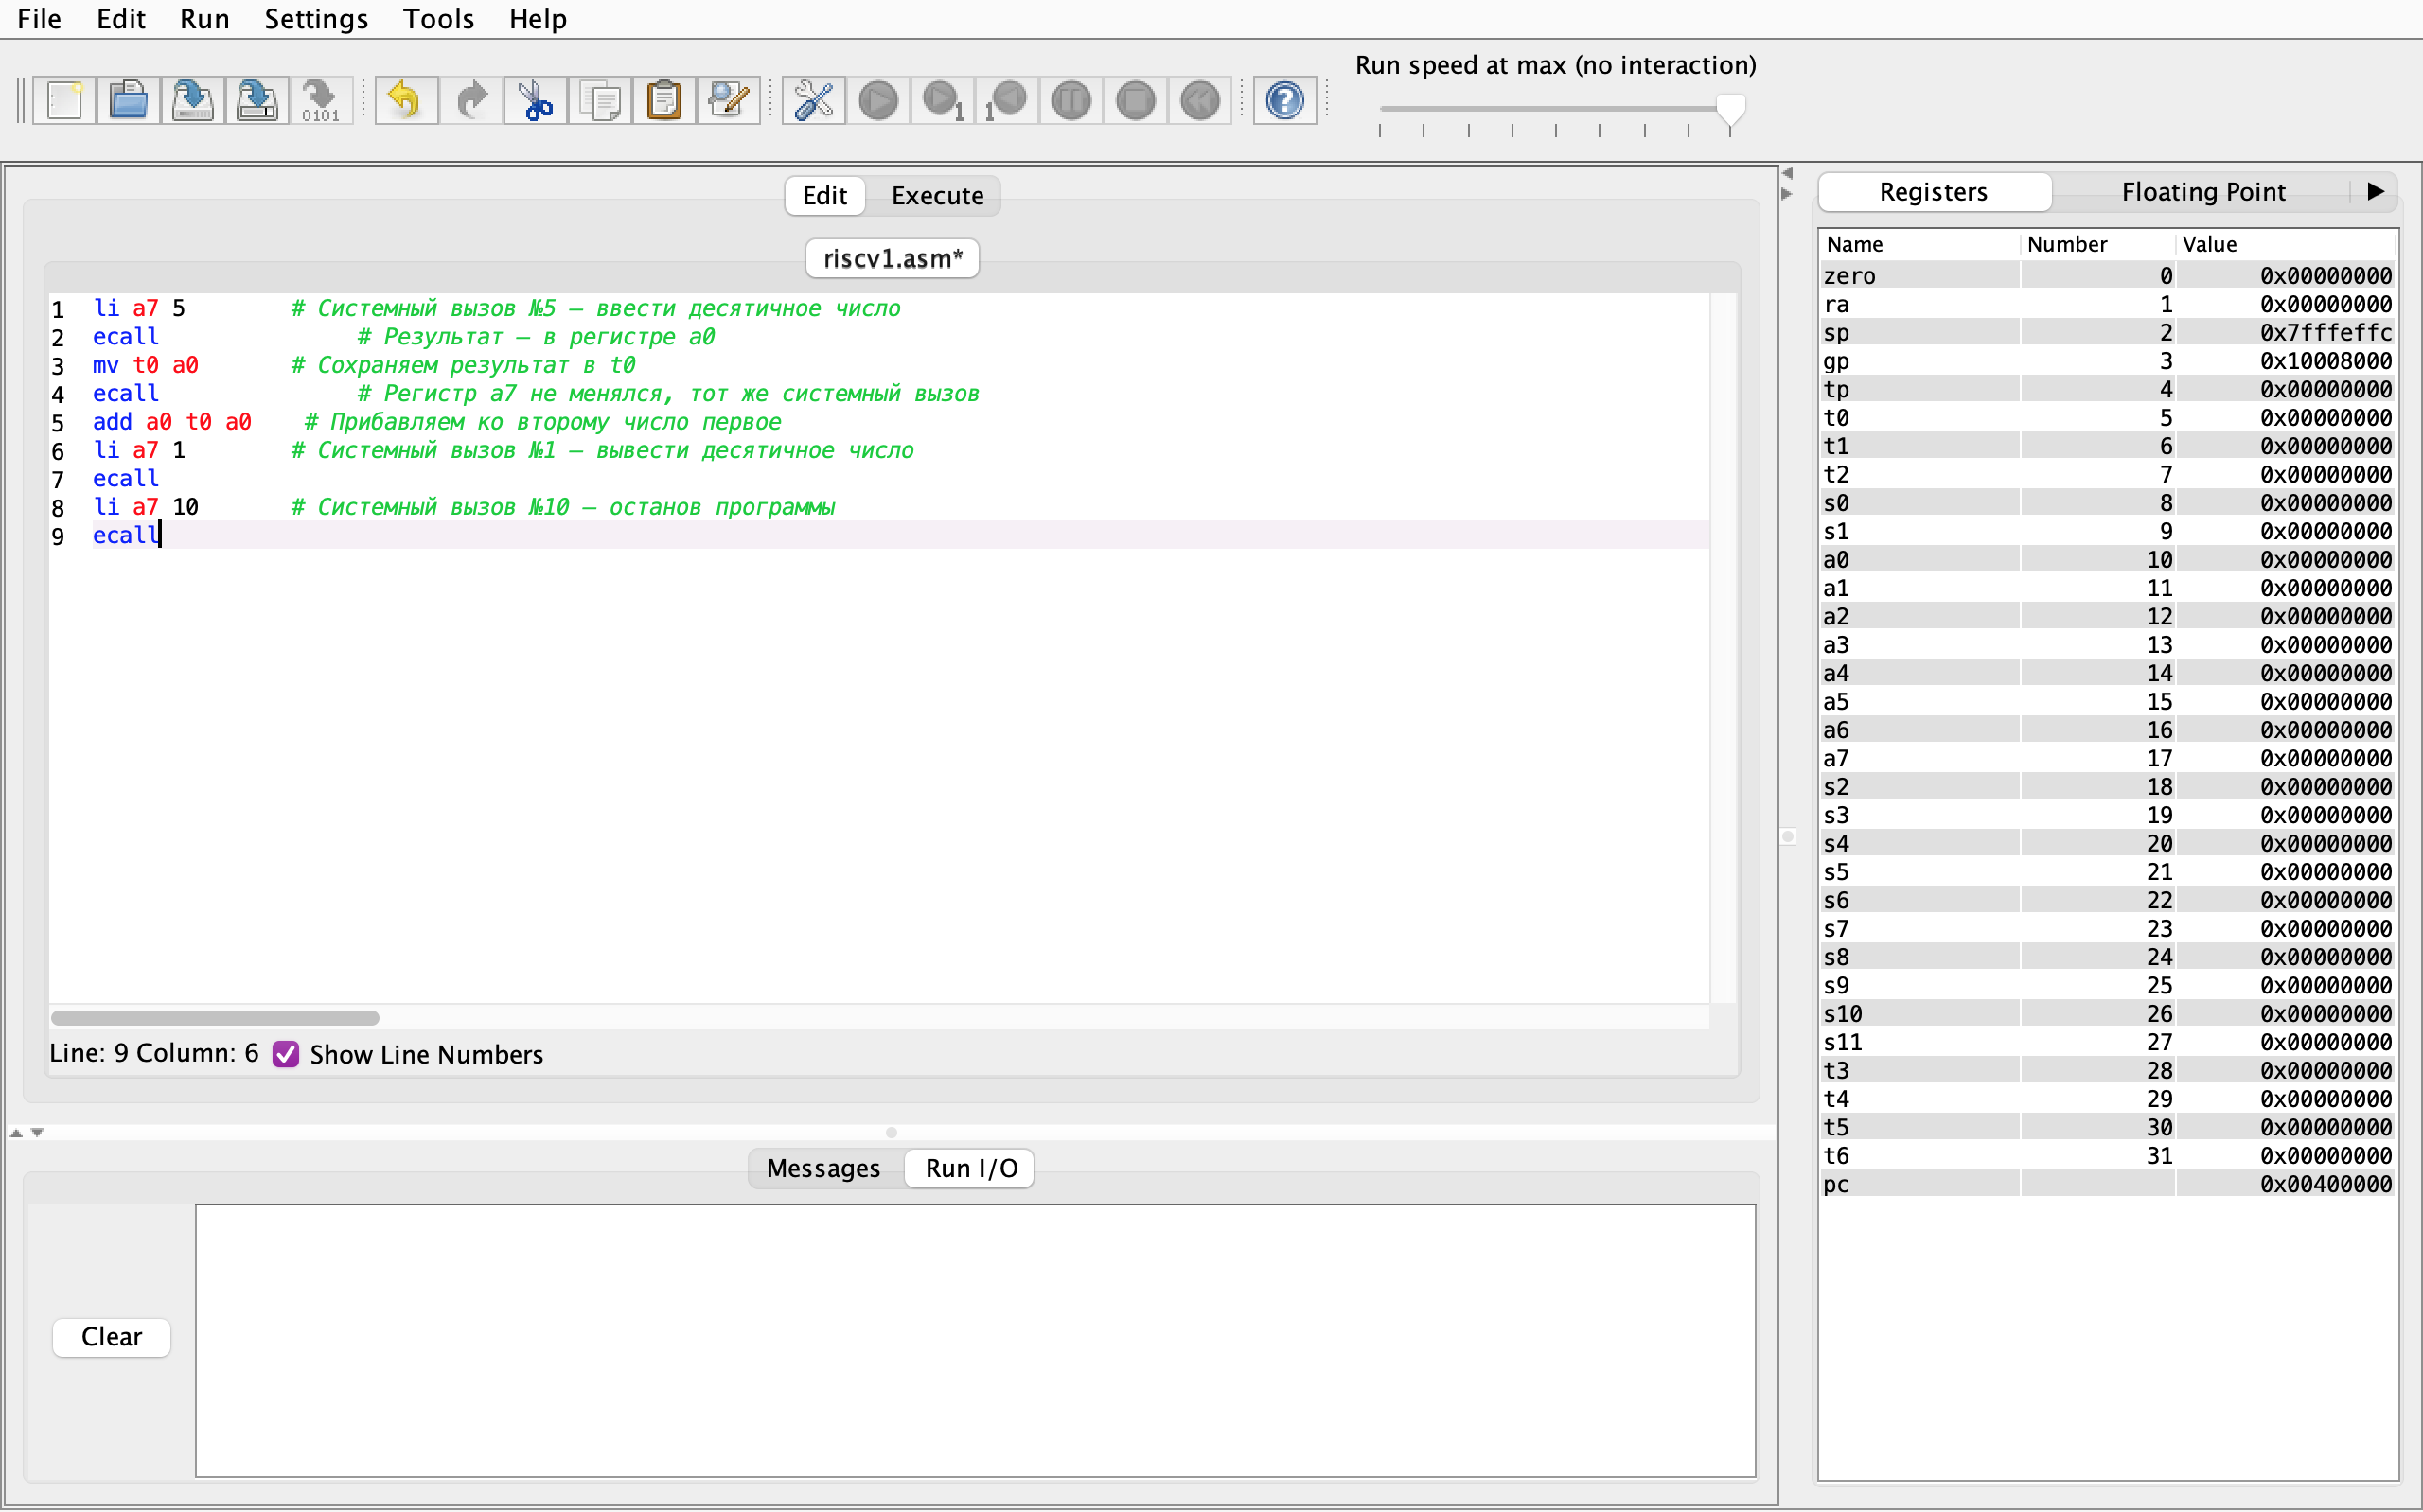 File Edit Run Settings Tools Help
Run speed at max (no interaction)
0101 1 1 ?
Edit Execute
riscv1.asm*
1 li a7 5 # Системный вызов №5 — ввести десятичное число
2 ecall # Результат — в регистре a0
3 mv t0 a0 # Сохраняем результат в t0
4 ecall # Регистр a7 не менялся, тот же системный вызов
5 add a0 t0 a0 # Прибавляем ко второму число первое
6 li a7 1 # Системный вызов №1 — вывести десятичное число
7 ecall
8 li a7 10 # Системный вызов №10 — останов программы
9 ecall
Line: 9 Column: 6 Show Line Numbers
Messages Run I/O
Clear
Registers Floating Point
Name Number Value
zero 0 0x00000000
ra 1 0x00000000
sp 2 0x7fffeffc
gp 3 0x10008000
tp 4 0x00000000
t0 5 0x00000000
t1 6 0x00000000
t2 7 0x00000000
s0 8 0x00000000
s1 9 0x00000000
a0 10 0x00000000
a1 11 0x00000000
a2 12 0x00000000
a3 13 0x00000000
a4 14 0x00000000
a5 15 0x00000000
a6 16 0x00000000
a7 17 0x00000000
s2 18 0x00000000
s3 19 0x00000000
s4 20 0x00000000
s5 21 0x00000000
s6 22 0x00000000
s7 23 0x00000000
s8 24 0x00000000
s9 25 0x00000000
s10 26 0x00000000
s11 27 0x00000000
t3 28 0x00000000
t4 29 0x00000000
t5 30 0x00000000
t6 31 0x00000000
pc 0x00400000